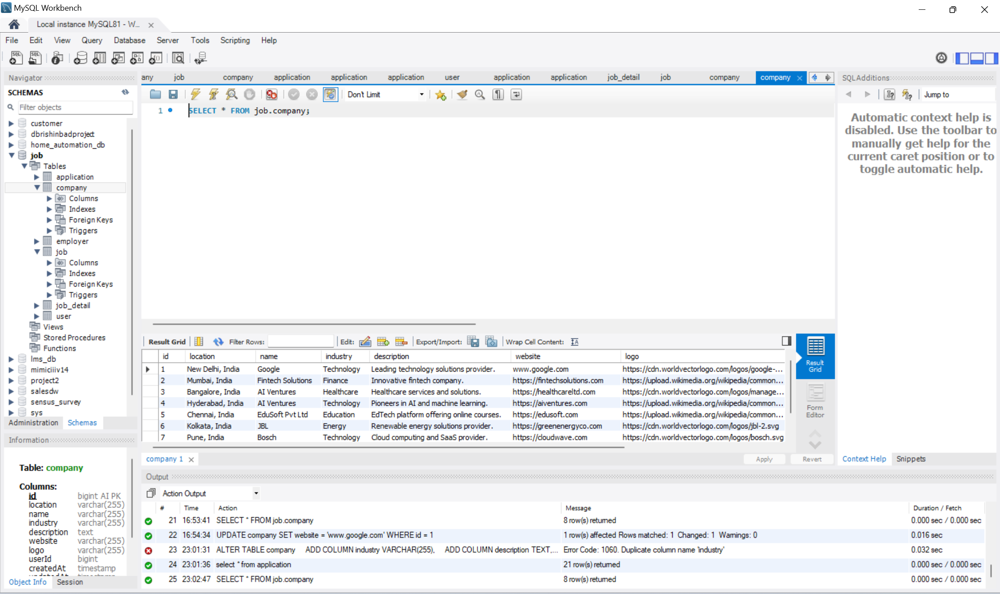 MySQL Workbench
Local instance MySQL81 - W...
File Edit View Query Database Server Tools Scripting Help
Navigator
SCHEMAS
Filter objects
customer
dbrishinbadproject
home_automation_db
job
Tables
application
company
Columns
Indexes
Foreign Keys
Triggers
employer
job
Columns
Indexes
Foreign Keys
Triggers
job_detail
user
Views
Stored Procedures
Functions
lms_db
mimiciiiv14
project2
salesdw
sensus_survey
sys
Administration Schemas
Information
Table: company
Columns:
id bigint AI PK
location varchar(255)
name varchar(255)
industry varchar(255)
description text
website varchar(255)
logo varchar(255)
userId bigint
createdAt timestamp
Object Info Session
any job company application application application user application application job_detail job company company
Don't Limit
1 SELECT * FROM job.company;
Result Grid Filter Rows: Edit: Export/Import: Wrap Cell Content:
id location name industry description website logo
1 New Delhi, India Google Technology Leading technology solutions provider. www.google.com https://cdn.worldvectorlogo.com/logos/google-...
2 Mumbai, India Fintech Solutions Finance Innovative fintech company. https://fintechsolutions.com https://upload.wikimedia.org/wikipedia/common...
3 Bangalore, India AI Ventures Healthcare Healthcare services and solutions. https://healthcareltd.com https://cdn.worldvectorlogo.com/logos/manage...
4 Hyderabad, India AI Ventures Technology Pioneers in AI and machine learning. https://aiventures.com https://upload.wikimedia.org/wikipedia/common...
5 Chennai, India EduSoft Pvt Ltd Education EdTech platform offering online courses. https://edusoft.com https://upload.wikimedia.org/wikipedia/common...
6 Kolkata, India JBL Energy Renewable energy solutions provider. https://greenenergyco.com https://cdn.worldvectorlogo.com/logos/jbl-2.svg
7 Pune, India Bosch Technology Cloud computing and SaaS provider. https://cloudwave.com https://cdn.worldvectorlogo.com/logos/bosch.svg
Result
Grid
Form
Editor
company 1 Apply Revert
SQLAdditions
Jump to
Automatic context help is
disabled. Use the toolbar to
manually get help for the
current caret position or to
toggle automatic help.
Context Help Snippets
Output
Action Output
# Time Action Message Duration / Fetch
21 16:53:41 SELECT * FROM job.company 8 row(s) returned 0.000 sec / 0.000 sec
22 16:54:34 UPDATE company SET website = 'www.google.com' WHERE id = 1 1 row(s) affected Rows matched: 1 Changed: 1 Warnings: 0 0.016 sec
23 23:01:31 ALTER TABLE company ADD COLUMN industry VARCHAR(255), ADD COLUMN description TEXT,... Error Code: 1060. Duplicate column name 'industry' 0.032 sec
24 23:01:36 select * from application 21 row(s) returned 0.000 sec / 0.000 sec
25 23:02:47 SELECT * FROM job.company 8 row(s) returned 0.000 sec / 0.000 sec